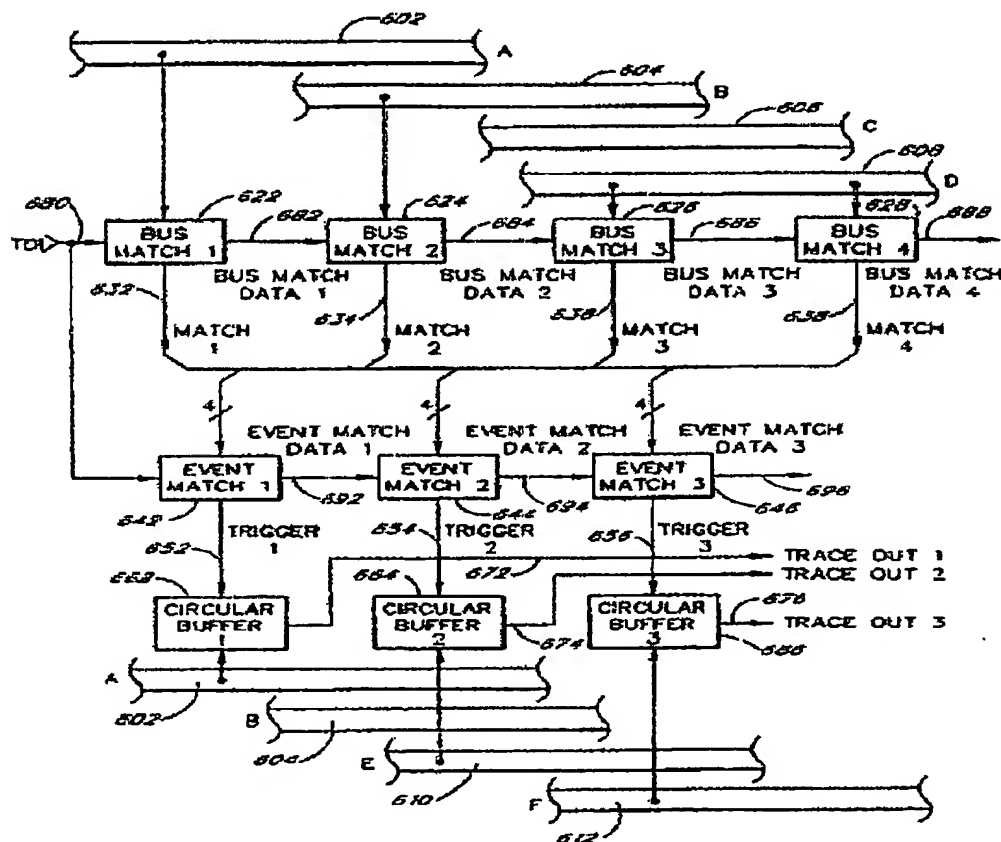 602
A
604
B
606
C
608
D
680
622
682
624
684
626
686
628
688
TDI
BUS MATCH 1
BUS MATCH 2
BUS MATCH 3
BUS MATCH 4
BUS MATCH DATA 1
BUS MATCH DATA 2
BUS MATCH DATA 3
BUS MATCH DATA 4
632
634
636
638
MATCH 1
MATCH 2
MATCH 3
MATCH 4
4
4
4
EVENT MATCH DATA 1
EVENT MATCH DATA 2
EVENT MATCH DATA 3
EVENT MATCH 1
EVENT MATCH 2
EVENT MATCH 3
692
694
696
642
644
646
TRIGGER 1
TRIGGER 2
TRIGGER 3
652
654
656
672
TRACE OUT 1
TRACE OUT 2
664
CIRCULAR BUFFER 1
CIRCULAR BUFFER 2
CIRCULAR BUFFER 3
674
676
TRACE OUT 3
666
A
602
B
604
E
610
F
612